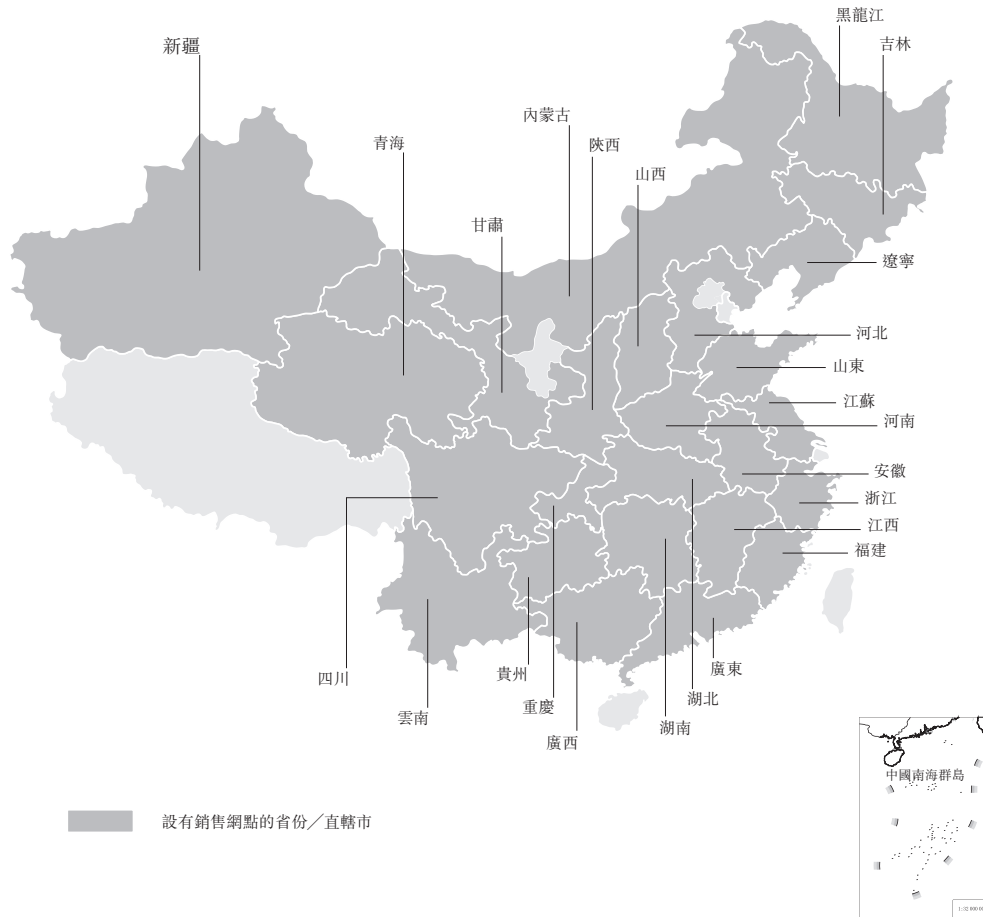 黑龍江
新疆
吉林
內蒙古
青海
陝西
山西
甘肅
遼寧
河北
山東
江蘇
河南
安徽
浙江
江西
福建
四川
貴州
廣東
雲南
重慶
湖北
廣西
湖南
中國南海群島
設有銷售網點的省份／直轄市